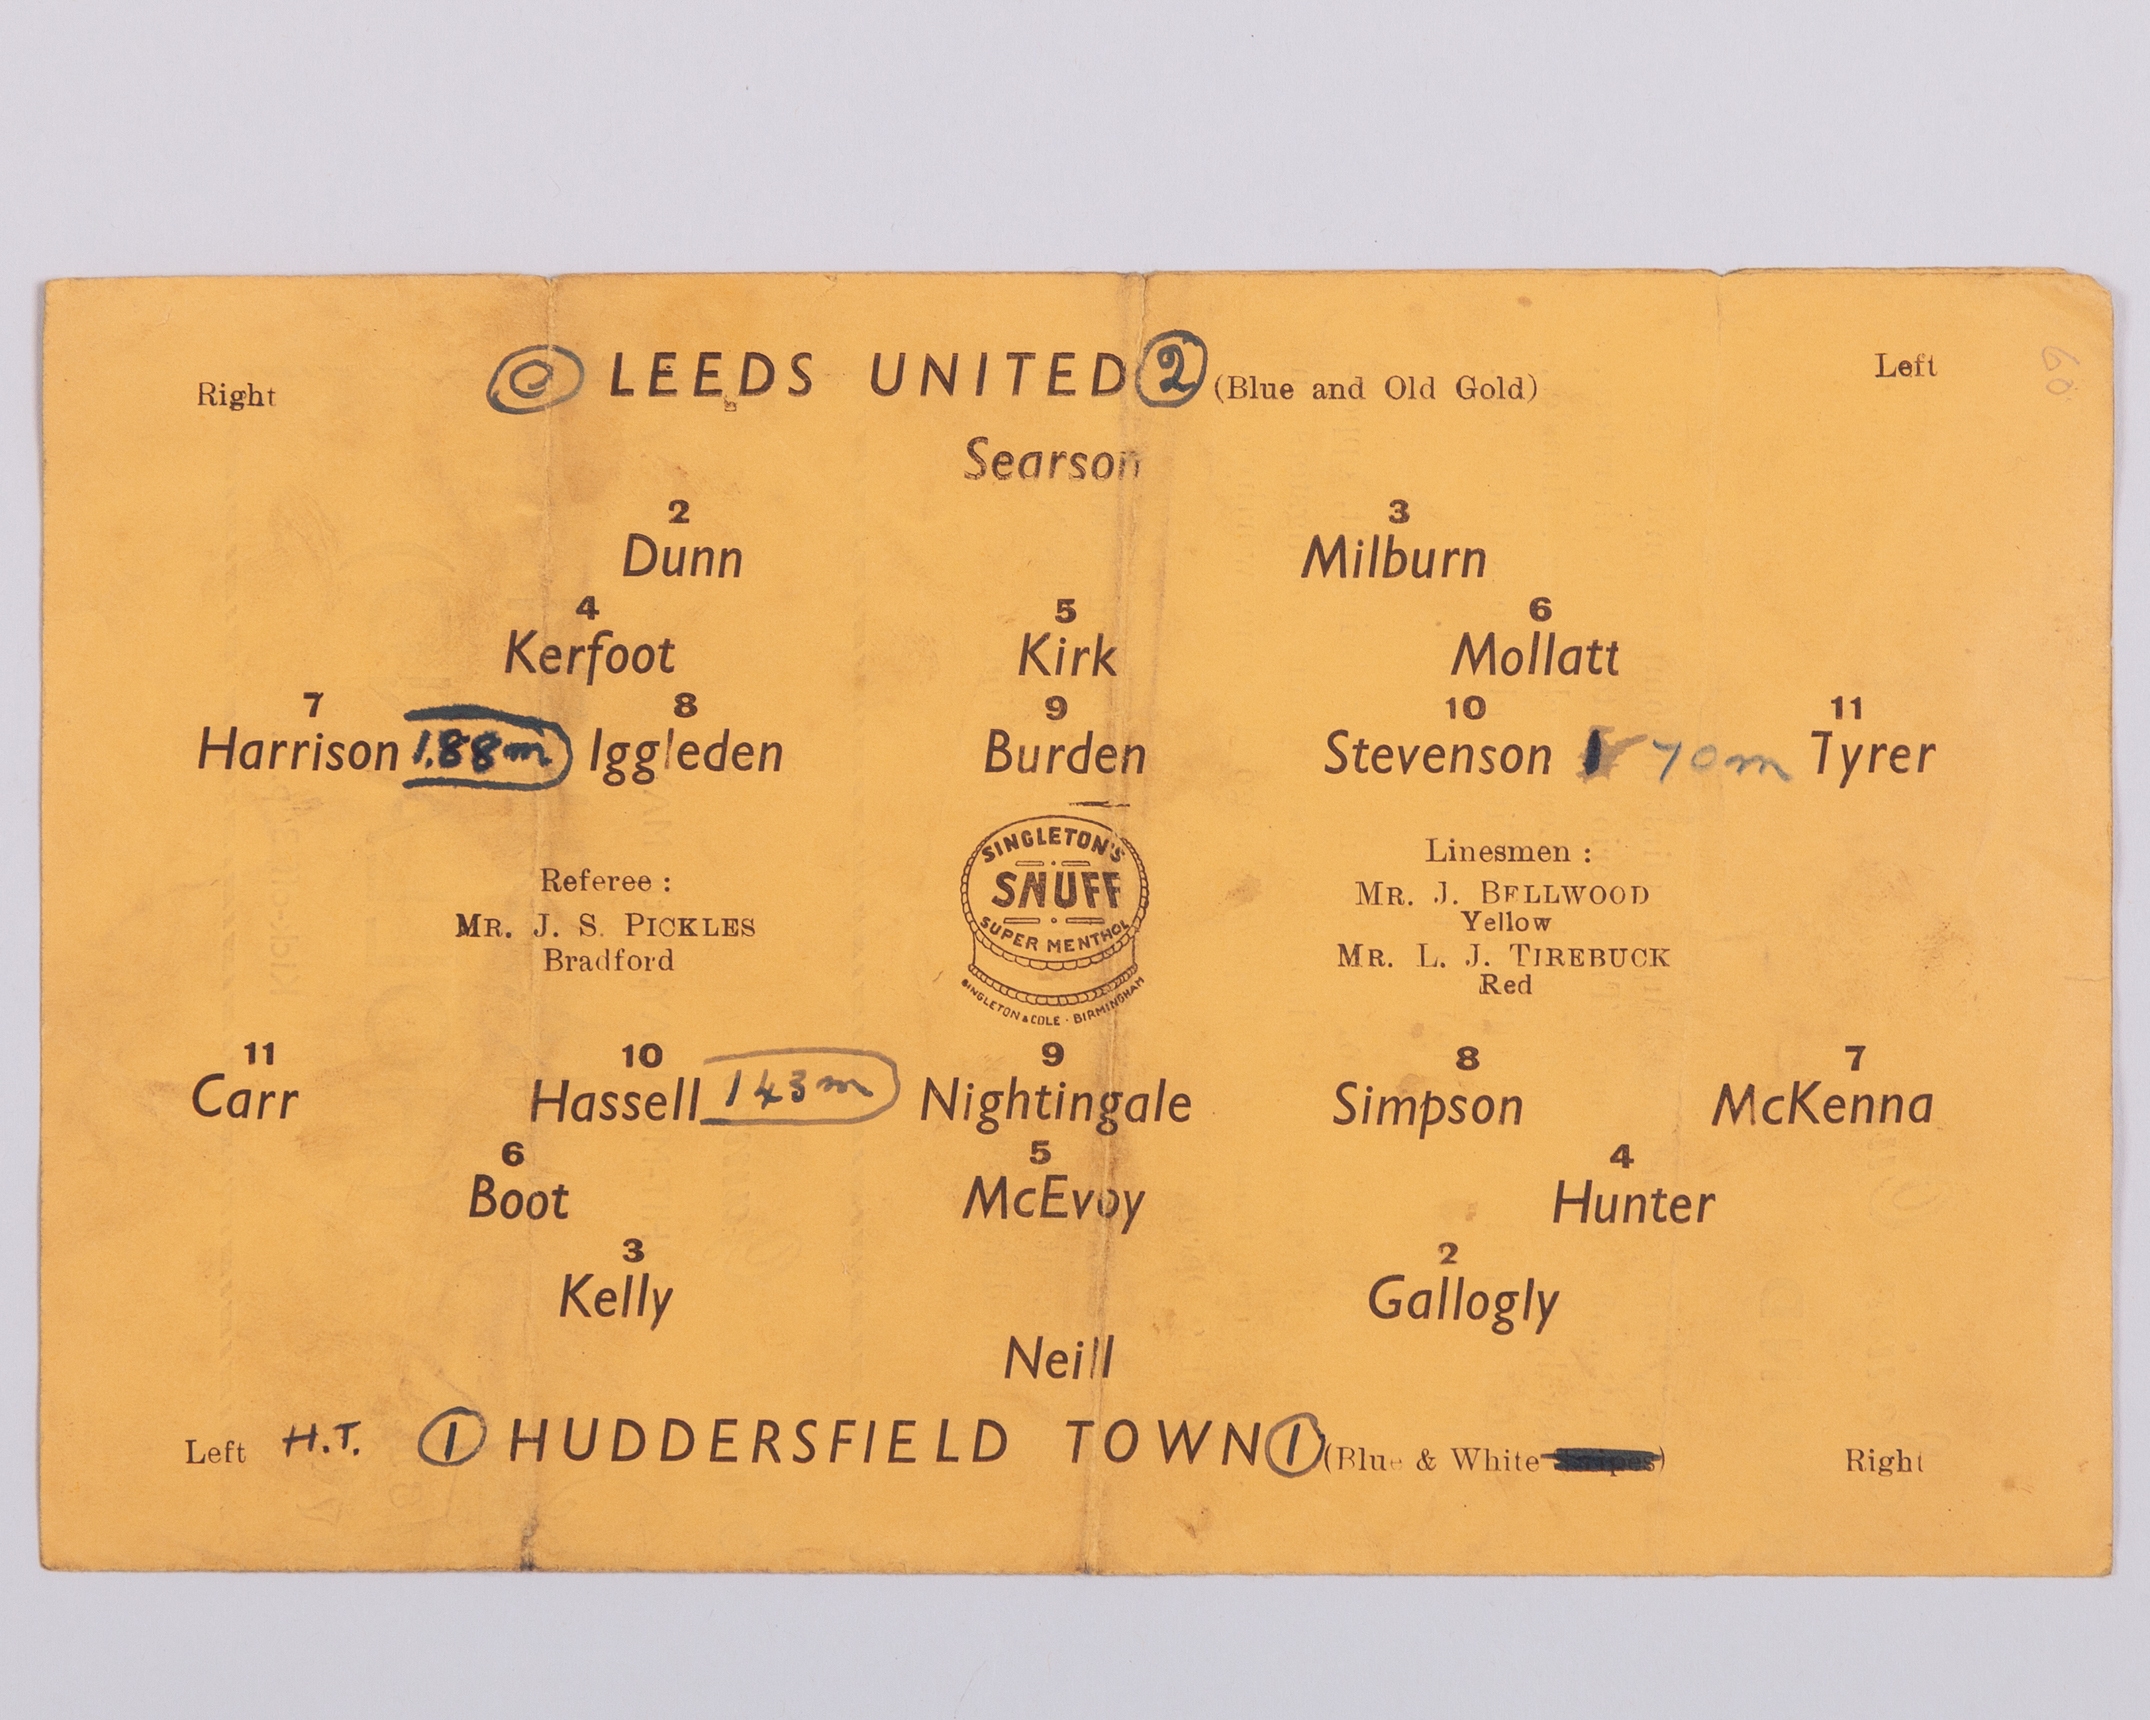 Right O LEEDS UNITED 2 (Blue and Old Gold) Left
60
Searson
2 3
Dunn Milburn
4 5 6
Kerfoot Kirk Mollatt
7 8 9 10 11
Harrison 1.88m Iggleden Burden Stevenson 1 70m Tyrer
Referee :
MR. J. S. PICKLES
Bradford
SINGLETON'S
SNUFF
SUPER MENTHOL
SINGLETON & COLE · BIRMINGHAM
Linesmen :
MR. J. BELLWOOD
Yellow
MR. L. J. TIREBUCK
Red
11 10 9 8 7
Carr Hassell 1 43m Nightingale Simpson McKenna
6 5 4
Boot McEvoy Hunter
3 2
Kelly Gallogly
Neill
Left H.T. 1 HUDDERSFIELD TOWN 1 (Blue & White ) Right